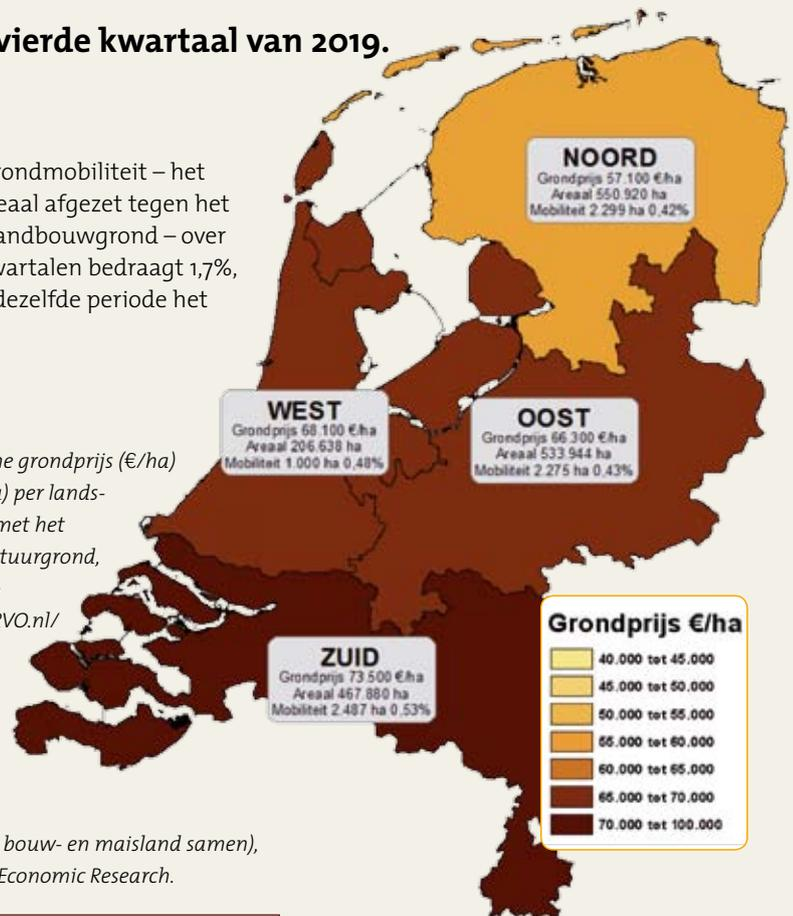 vierde kwartaal van 2019.
rondmobiliteit – het
eaal afgezet tegen het
andbouwgrond – over
wartalen bedraagt 1,7%,
dezelfde periode het
NOORD
Grondprijs 57.100 €/ha
Areaal 550.920 ha
Mobiliteit 2.299 ha 0,42%
WEST
Grondprijs 68.100 €/ha
Areaal 206.638 ha
Mobiliteit 1.000 ha 0,48%
OOST
Grondprijs 66.300 €/ha
Areaal 533.944 ha
Mobiliteit 2.275 ha 0,43%
ne grondprijs (€/ha)
a) per lands-
met het
tuurgrond,
RVO.nl/
ZUID
Grondprijs 73.500 €/ha
Areaal 467.880 ha
Mobiliteit 2.487 ha 0,53%
Grondprijs €/ha
40.000 tot 45.000
45.000 tot 50.000
50.000 tot 55.000
55.000 tot 60.000
60.000 tot 65.000
65.000 tot 70.000
70.000 tot 100.000
bouw- en maisland samen),
Economic Research.